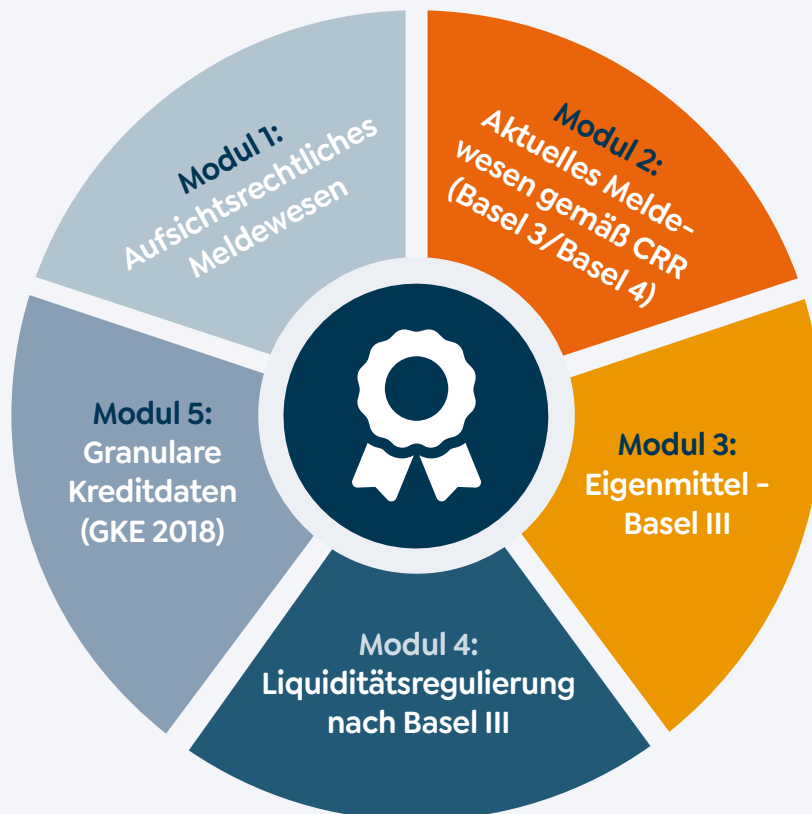 Modul 1:
Aufsichtsrechtliches
Meldewesen
Modul 2:
Aktuelles Melde-
wesen gemäß CRR
(Basel 3/Basel 4)
Modul 3:
Eigenmittel -
Basel III
Modul 4:
Liquiditätsregulierung
nach Basel III
Modul 5:
Granulare
Kreditdaten
(GKE 2018)